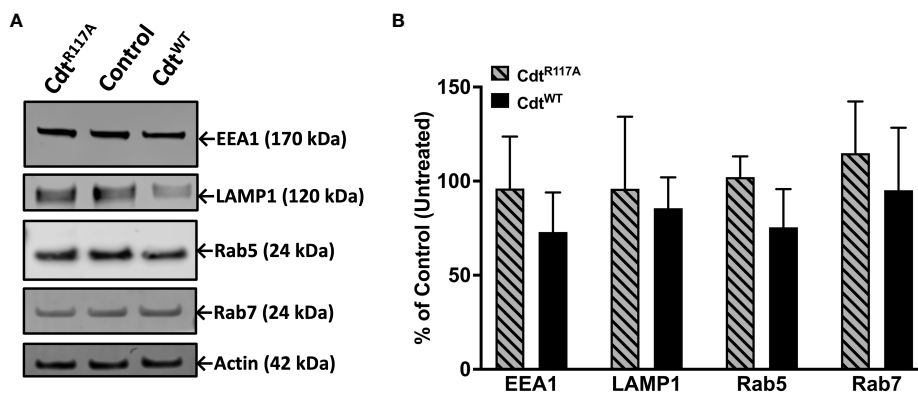 A
Cdt^R117A
Control
Cdt^WT
←EEA1 (170 kDa)
←LAMP1 (120 kDa)
←Rab5 (24 kDa)
←Rab7 (24 kDa)
←Actin (42 kDa)
B
Cdt^R117A
Cdt^WT
% of Control (Untreated)
150
100
50
0
EEA1 LAMP1 Rab5 Rab7